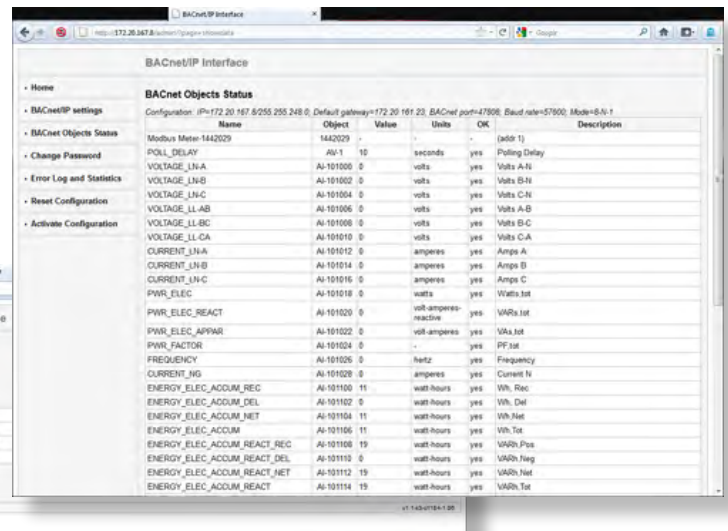 BACnet/IP Interface
http://172.20.167.8/admin?page=showdata
Google
BACnet/IP Interface
Home
BACnet/IP settings
BACnet Objects Status
Change Password
Error Log and Statistics
Reset Configuration
Activate Configuration
BACnet Objects Status
Configuration: IP=172.20.167.8/255.255.248.0; Default gateway=172.20.161.23; BACnet port=47808; Baud rate=57600; Mode=8-N-1
Name Object Value Units OK Description
Modbus Meter-1442029 1442029 - - - (addr 1)
POLL_DELAY AV-1 10 seconds yes Polling Delay
VOLTAGE_LN-A AI-101000 0 volts yes Volts A-N
VOLTAGE_LN-B AI-101002 0 volts yes Volts B-N
VOLTAGE_LN-C AI-101004 0 volts yes Volts C-N
VOLTAGE_LL-AB AI-101006 0 volts yes Volts A-B
VOLTAGE_LL-BC AI-101008 0 volts yes Volts B-C
VOLTAGE_LL-CA AI-101010 0 volts yes Volts C-A
CURRENT_LN-A AI-101012 0 amperes yes Amps A
CURRENT_LN-B AI-101014 0 amperes yes Amps B
CURRENT_LN-C AI-101016 0 amperes yes Amps C
PWR_ELEC AI-101018 0 watts yes Watts,tot
PWR_ELEC_REACT AI-101020 0 volt-amperes-reactive yes VARs,tot
PWR_ELEC_APPAR AI-101022 0 volt-amperes yes VAs,tot
PWR_FACTOR AI-101024 0 - yes PF,tot
FREQUENCY AI-101026 0 hertz yes Frequency
CURRENT_NG AI-101028 0 amperes yes Current N
ENERGY_ELEC_ACCUM_REC AI-101100 11 watt-hours yes Wh, Rec
ENERGY_ELEC_ACCUM_DEL AI-101102 0 watt-hours yes Wh, Del
ENERGY_ELEC_ACCUM_NET AI-101104 11 watt-hours yes Wh,Net
ENERGY_ELEC_ACCUM AI-101106 11 watt-hours yes Wh,Tot
ENERGY_ELEC_ACCUM_REACT_REC AI-101108 19 watt-hours yes VARh,Pos
ENERGY_ELEC_ACCUM_REACT_DEL AI-101110 0 watt-hours yes VARh,Neg
ENERGY_ELEC_ACCUM_REACT_NET AI-101112 19 watt-hours yes VARh,Net
ENERGY_ELEC_ACCUM_REACT AI-101114 19 watt-hours yes VARh,Tot